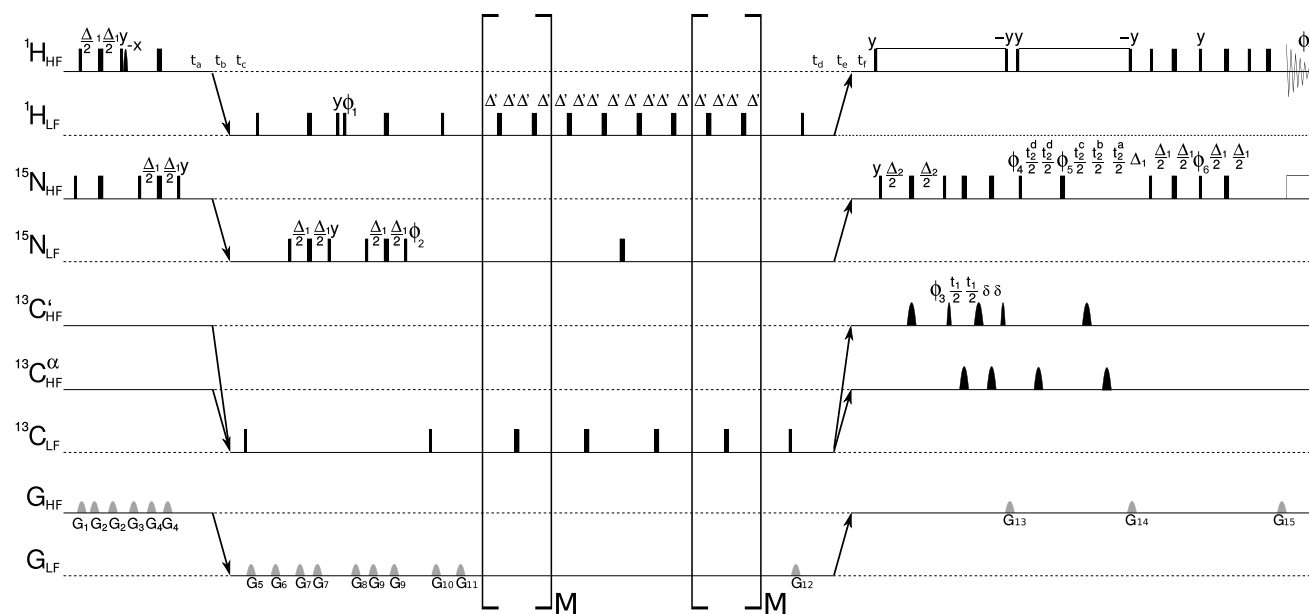 ¹H_HF Δ/2 1 Δ/2 1 y -x t_a t_b t_c t_d t_e t_f y -y y -y y ϕ
¹H_LF y ϕ₁ Δ' Δ' Δ' Δ' Δ' Δ' Δ' Δ' Δ' Δ' Δ' Δ' Δ' Δ' Δ' Δ'
¹⁵N_HF Δ₁/2 Δ₁/2 y y Δ₂/2 Δ₂/2 ϕ₄ t₂ᵈ/2 t₂ᵈ/2 ϕ₅ t₂ᶜ/2 t₂ᵇ/2 t₂ᵃ/2 Δ₁ Δ₁/2 Δ₁/2 ϕ₆ Δ₁/2 Δ₁/2
¹⁵N_LF Δ₁/2 Δ₁/2 y Δ₁/2 Δ₁/2 ϕ₂
¹³C'_HF ϕ₃ t₁/2 t₁/2 δ δ
¹³C^α_HF
¹³C_LF
G_HF G₁ G₂ G₂ G₃ G₄ G₄ G₁₃ G₁₄ G₁₅
G_LF G₅ G₆ G₇ G₇ G₈ G₉ G₉ G₁₀ G₁₁ G₁₂
M M